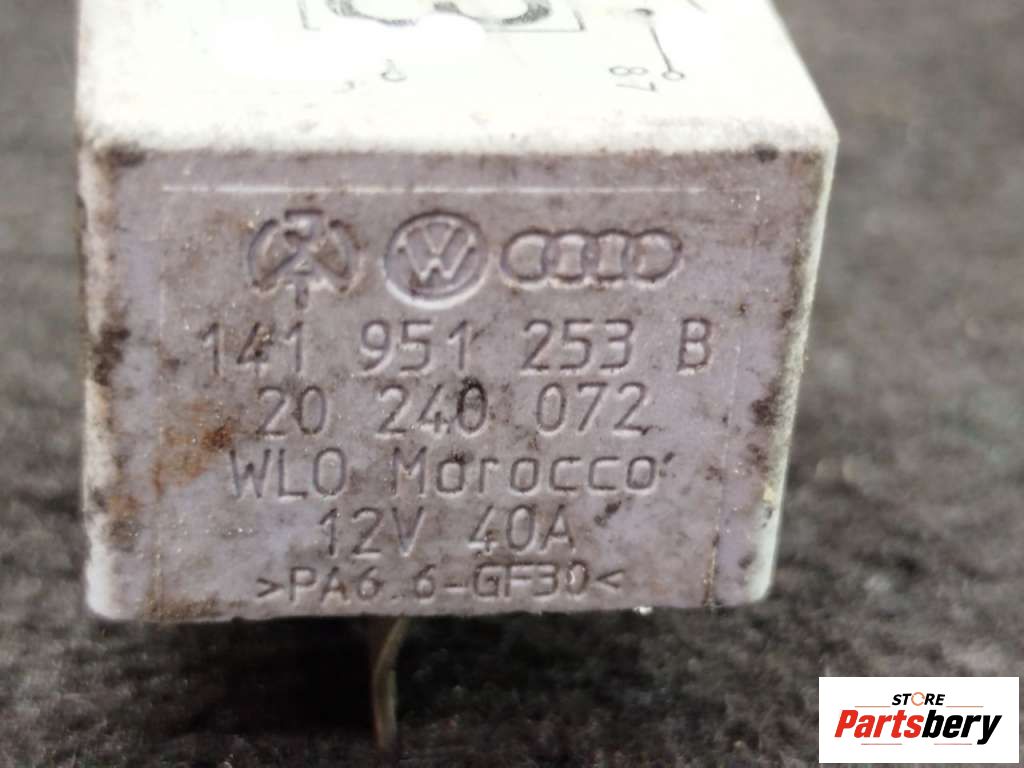 87
141 951 253 B
20 240 072
WLO Morocco
12V 40A
>PA6.6-GF30<
STORE
Partsbery